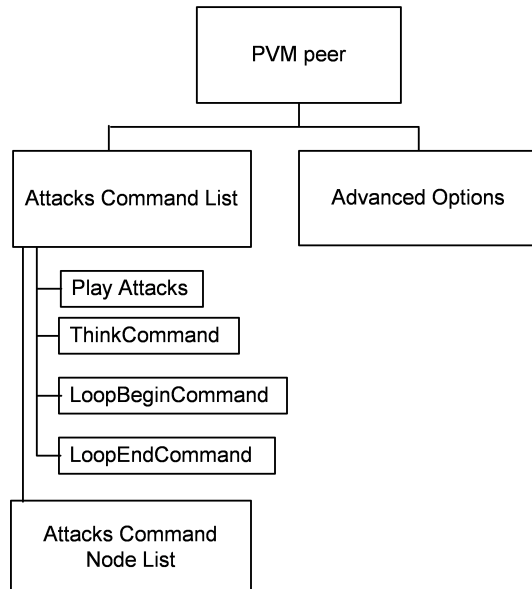 PVM peer
Attacks Command List
Advanced Options
Play Attacks
ThinkCommand
LoopBeginCommand
LoopEndCommand
Attacks Command
Node List